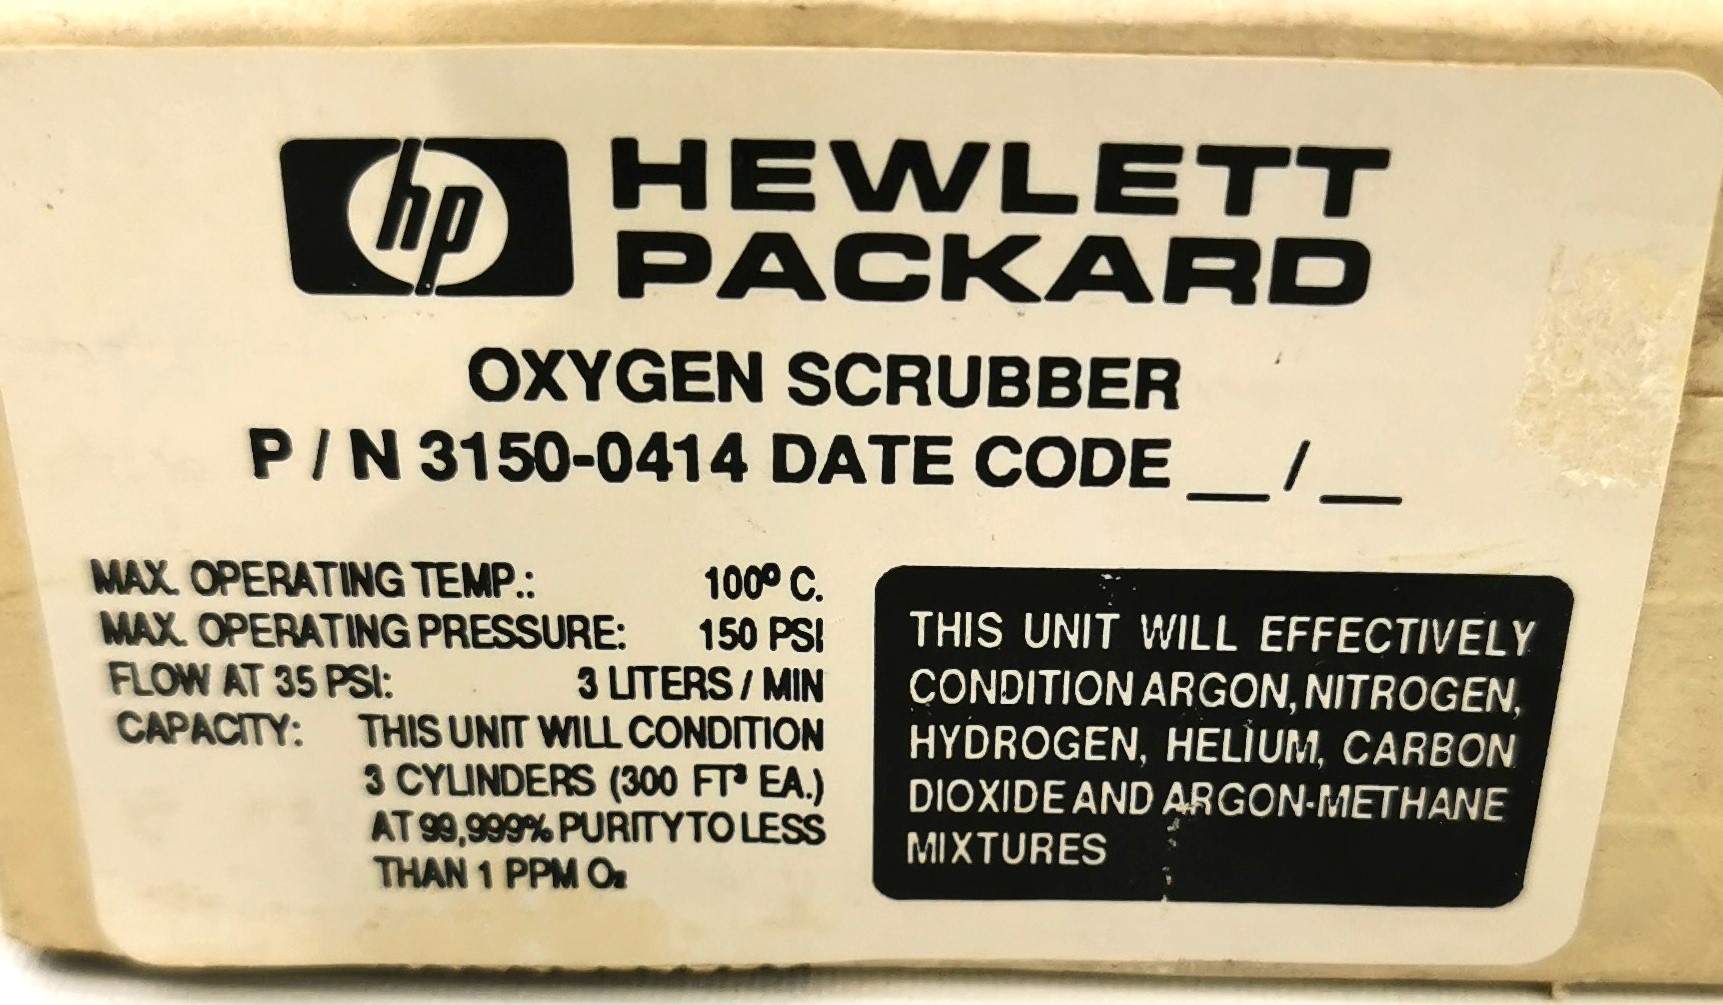 hp HEWLETT
PACKARD
OXYGEN SCRUBBER
P / N 3150-0414 DATE CODE __ / __
MAX. OPERATING TEMP.: 100º C.
MAX. OPERATING PRESSURE: 150 PSI
FLOW AT 35 PSI: 3 LITERS / MIN
CAPACITY: THIS UNIT WILL CONDITION
3 CYLINDERS (300 FT³ EA.)
AT 99,999% PURITY TO LESS
THAN 1 PPM O₂
THIS UNIT WILL EFFECTIVELY
CONDITION ARGON, NITROGEN,
HYDROGEN, HELIUM, CARBON
DIOXIDE AND ARGON-METHANE
MIXTURES